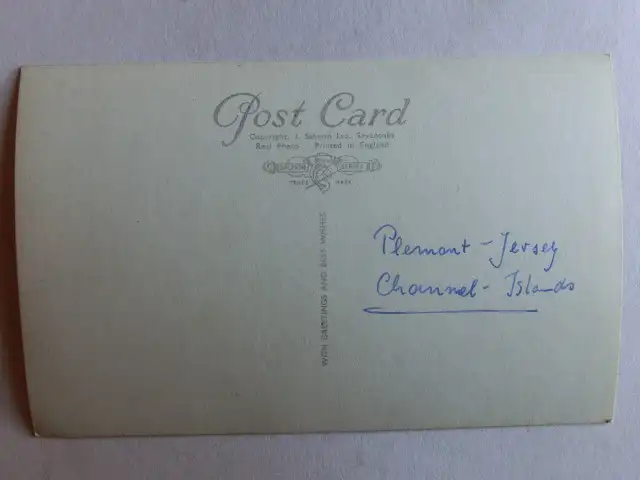 Post Card
Copyright, J. Salmon Ltd., Sevenoaks
Real Photo Printed in England
TRADE MARK
WITH GREETINGS AND BEST WISHES
Plemont - Jersey
Channel - Islands